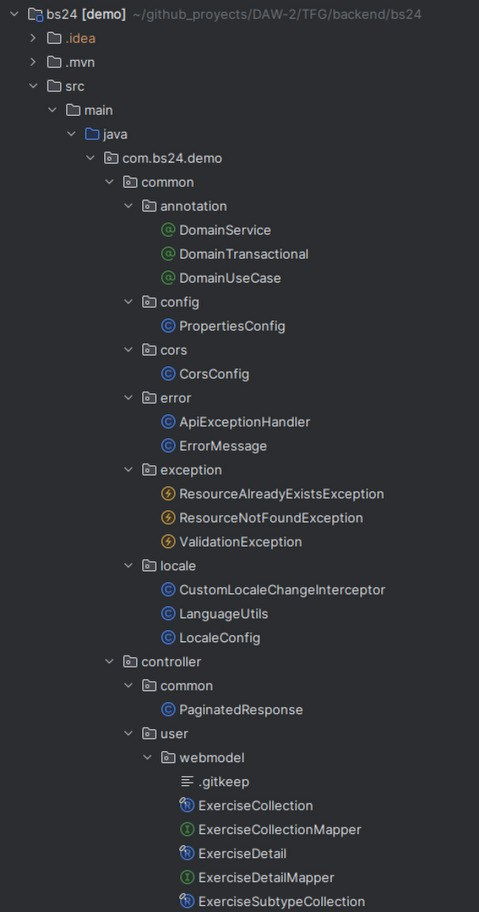 bs24 [demo] ~/github_proyects/DAW-2/TFG/backend/bs24
.idea
.mvn
src
main
java
com.bs24.demo
common
annotation
DomainService
DomainTransactional
DomainUseCase
config
PropertiesConfig
cors
CorsConfig
error
ApiExceptionHandler
ErrorMessage
exception
ResourceAlreadyExistsException
ResourceNotFoundException
ValidationException
locale
CustomLocaleChangeInterceptor
LanguageUtils
LocaleConfig
controller
common
PaginatedResponse
user
webmodel
.gitkeep
ExerciseCollection
ExerciseCollectionMapper
ExerciseDetail
ExerciseDetailMapper
ExerciseSubtypeCollection